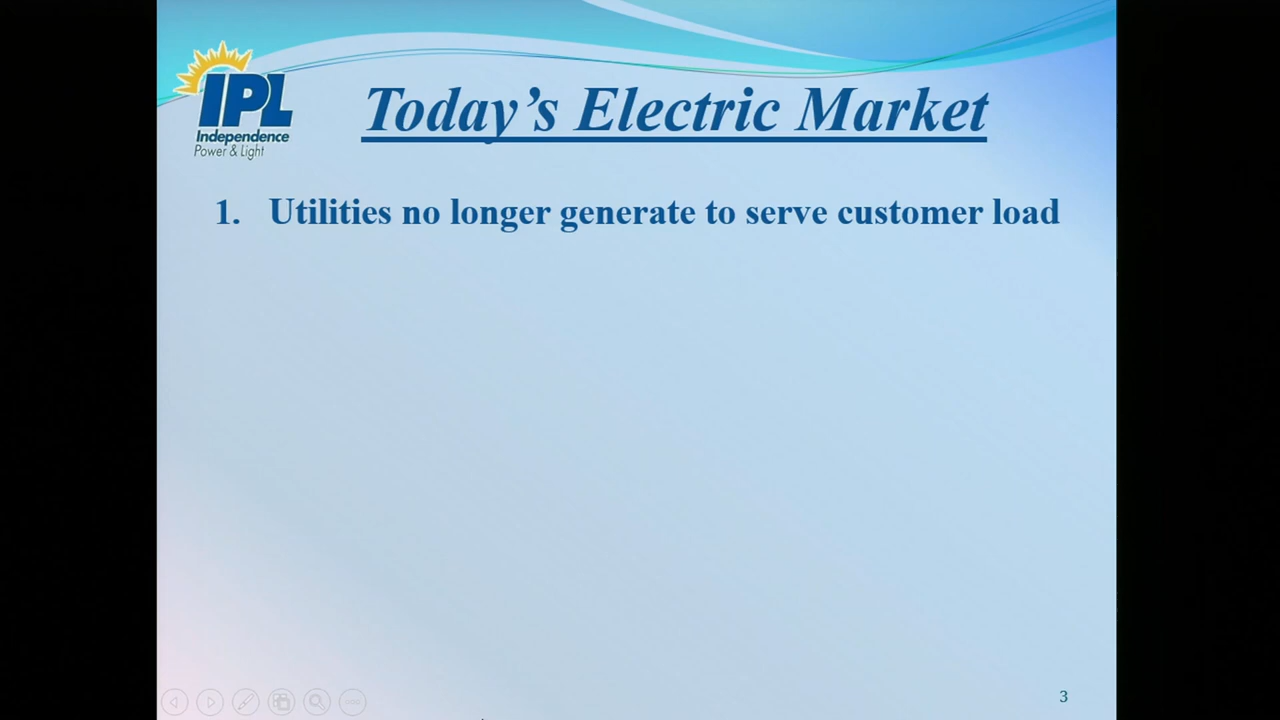 IPL
Independence
Power & Light
Today's Electric Market
1. Utilities no longer generate to serve customer load
3